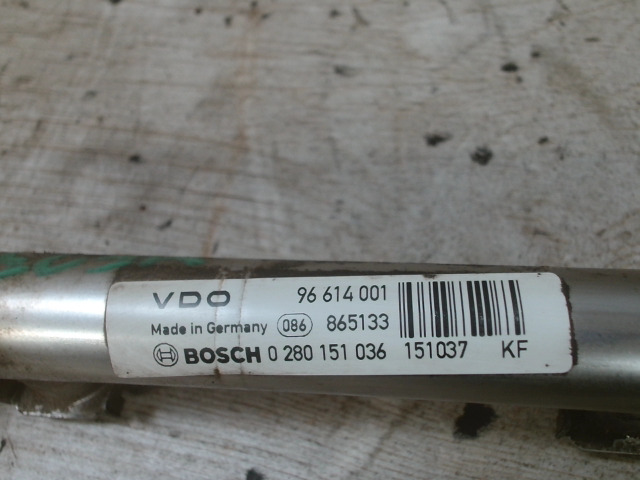 VDO 96 614 001
Made in Germany 086 865133
BOSCH 0 280 151 036 151037 KF